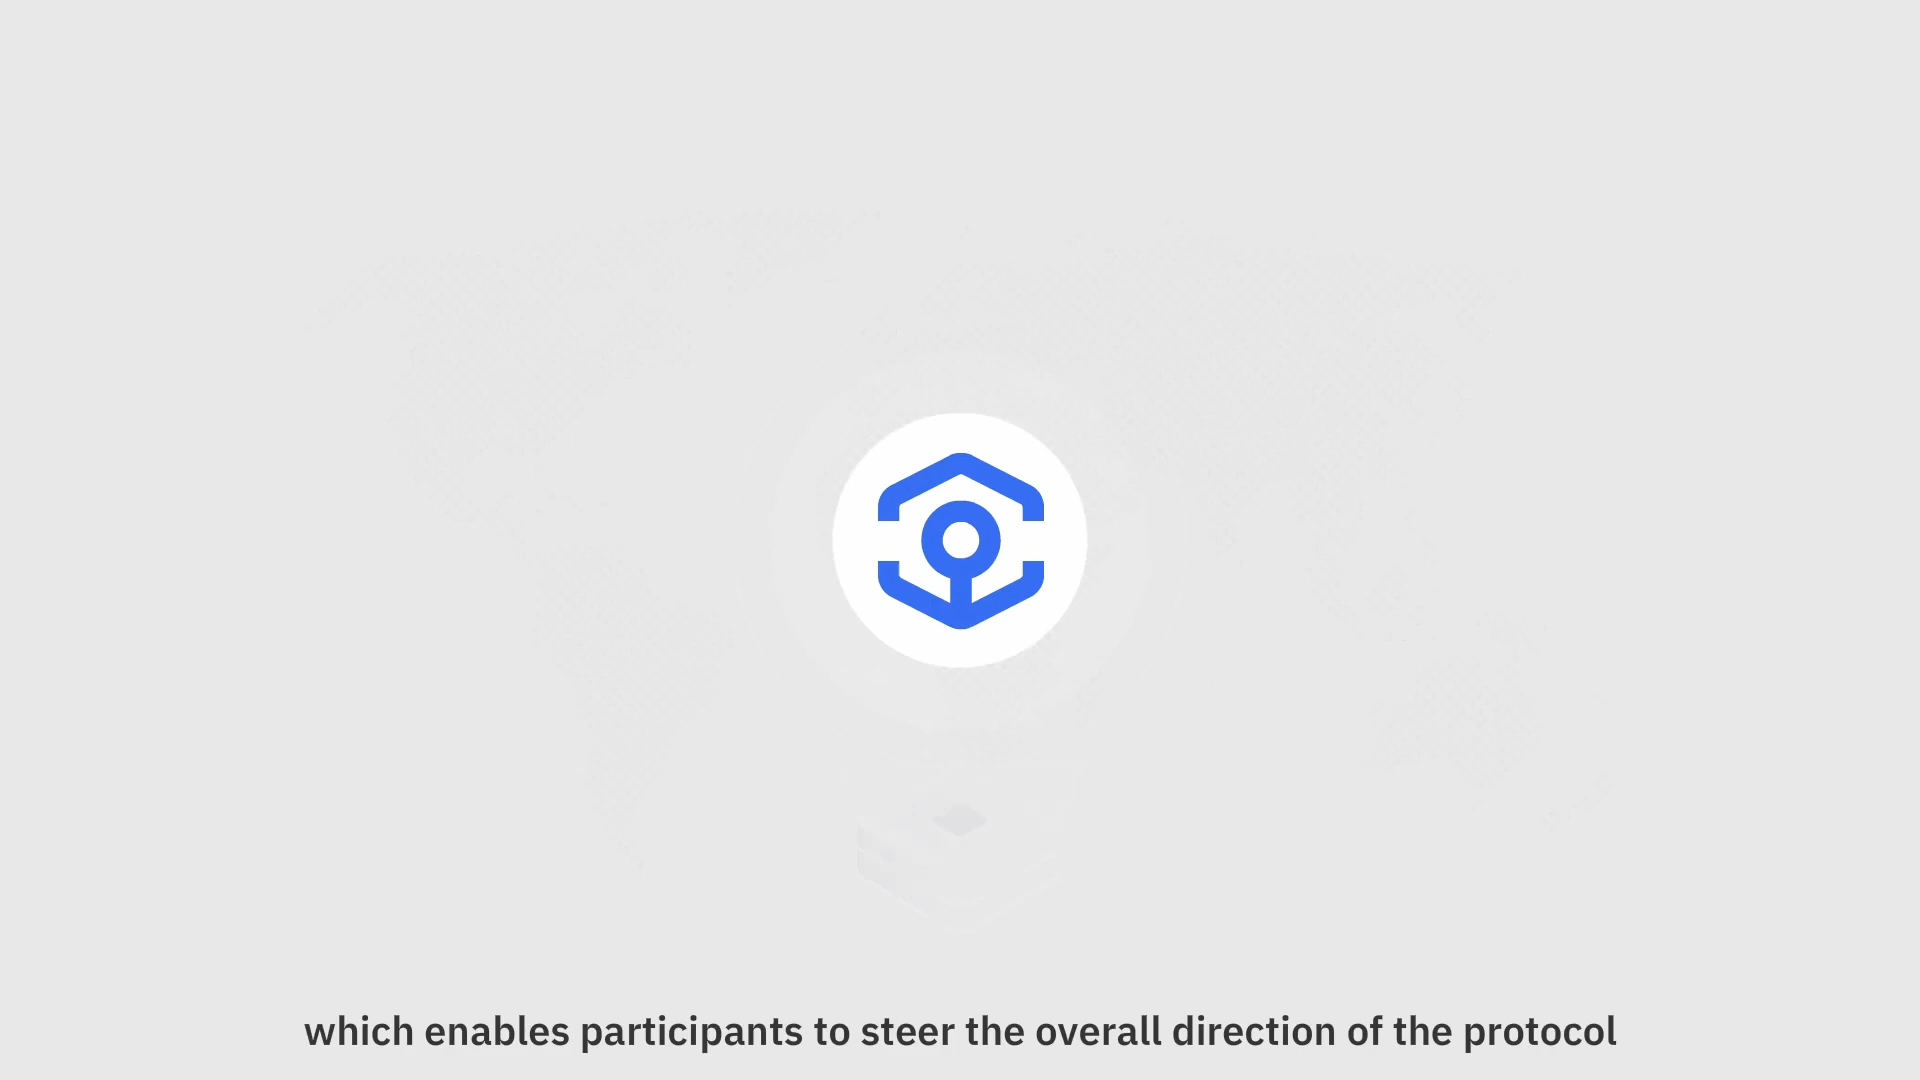 which enables participants to steer the overall direction of the protocol